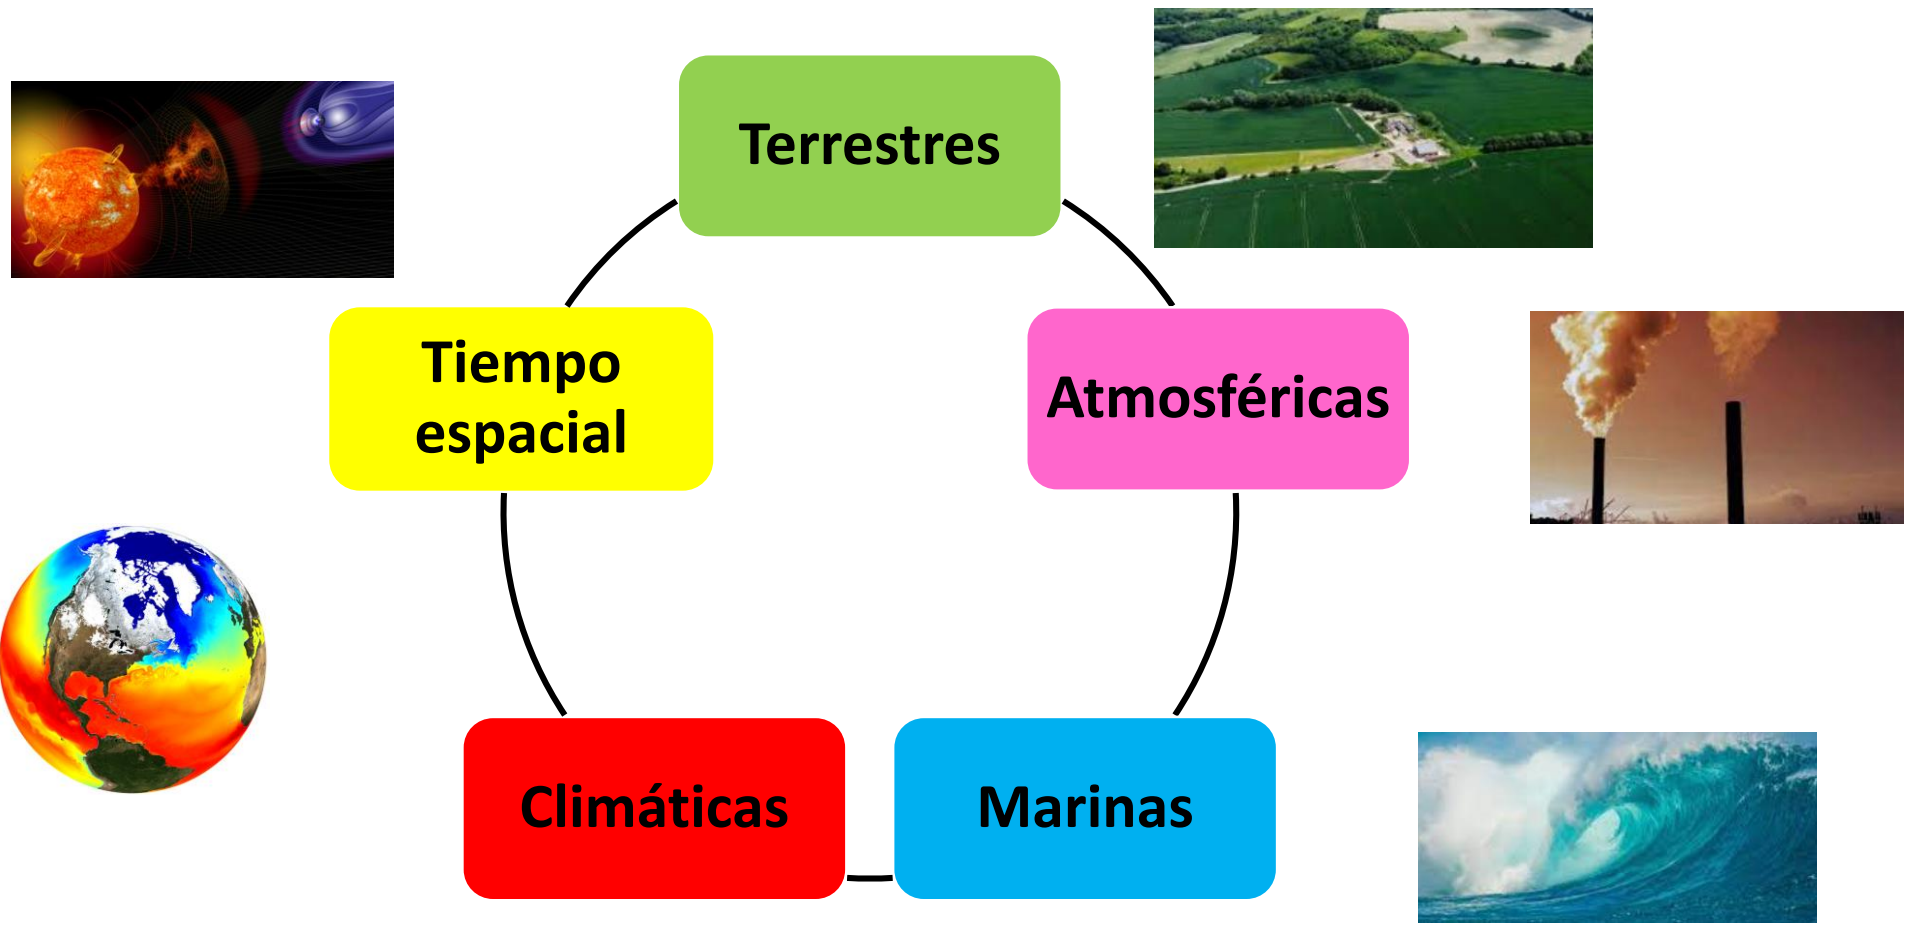 Terrestres
Tiempo
espacial
Atmosféricas
Climáticas
Marinas